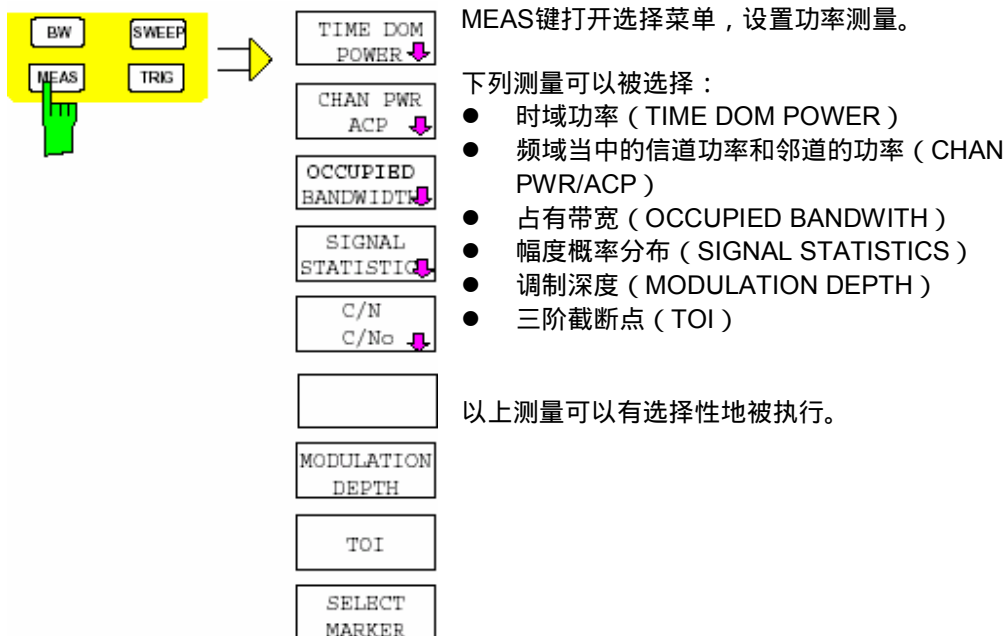 BW
SWEEP
MEAS
TRIG
TIME DOM
POWER
CHAN PWR
ACP
OCCUPIED
BANDWIDTH
SIGNAL
STATISTIC
C/N
C/No
MODULATION
DEPTH
TOI
SELECT
MARKER
MEAS键打开选择菜单，设置功率测量。
下列测量可以被选择：
● 时域功率（TIME DOM POWER）
● 频域当中的信道功率和邻道的功率（CHAN
PWR/ACP）
● 占有带宽（OCCUPIED BANDWITH）
● 幅度概率分布（SIGNAL STATISTICS）
● 调制深度（MODULATION DEPTH）
● 三阶截断点（TOI）
以上测量可以有选择性地被执行。